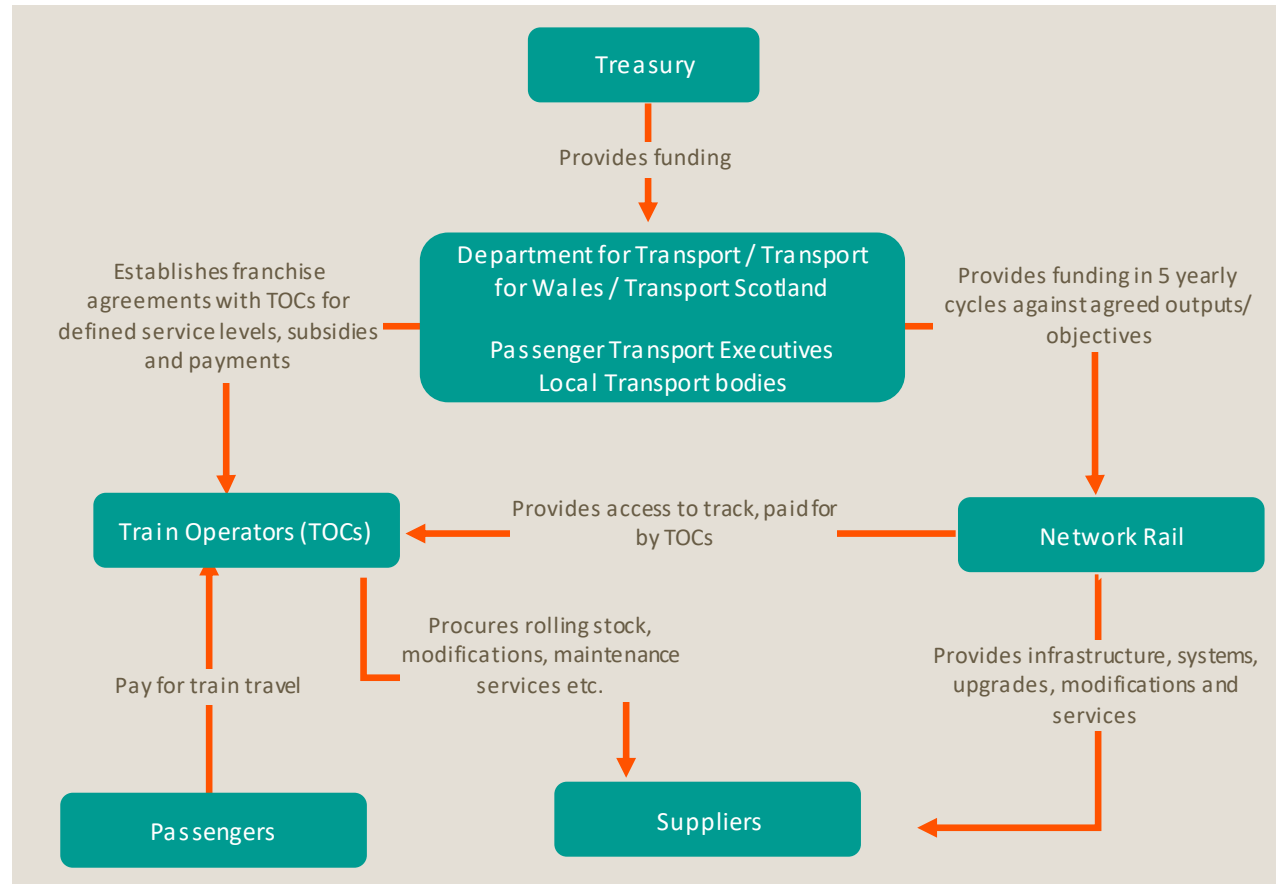 Treasury
Provides funding
Department for Transport / Transport
for Wales / Transport Scotland
Passenger Transport Executives
Local Transport bodies
Establishes franchise
agreements with TOCs for
defined service levels, subsidies
and payments
Provides funding in 5 yearly
cycles against agreed outputs/
objectives
Train Operators (TOCs)
Provides access to track, paid for
by TOCs
Network Rail
Procures rolling stock,
modifications, maintenance
services etc.
Pay for train travel
Provides infrastructure, systems,
upgrades, modifications and
services
Passengers
Suppliers